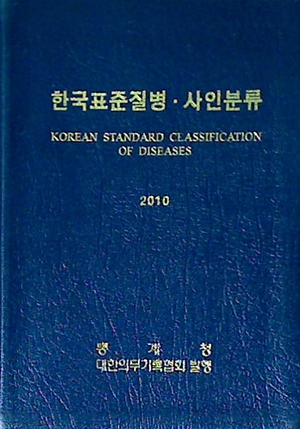 한국표준질병·사인분류
KOREAN STANDARD CLASSIFICATION
OF DISEASES
2010
통계청
대한의무기록협회 발행